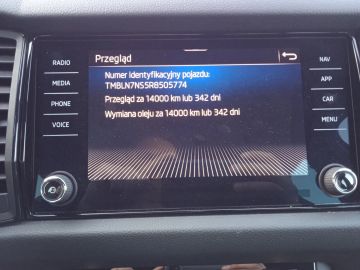 Przegląd
RADIO
MEDIA
PHONE
VOICE
Numer identyfikacyjny pojazdu:
TMBLN7NS5R8505774
Przegląd za 14000 km lub 342 dni
Wymiana oleju za 14000 km lub 342 dni
NAV
APP
CAR
MENU